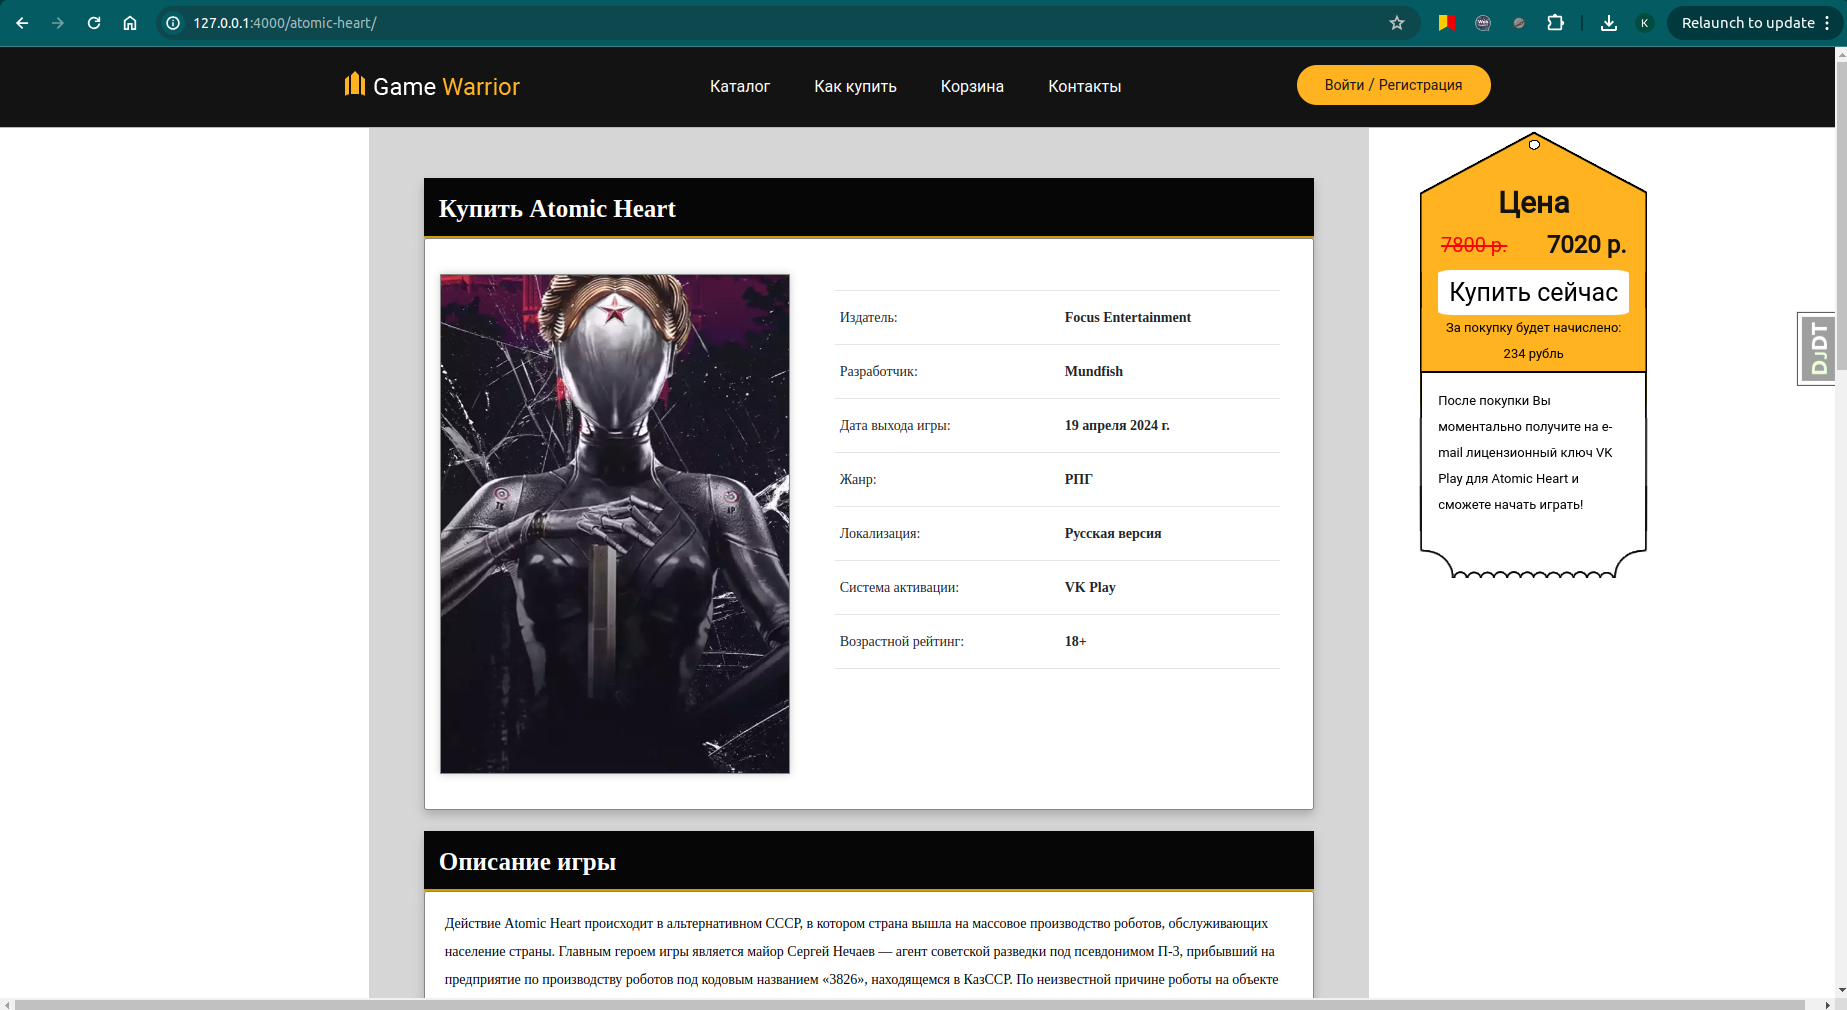 127.0.0.1:4000/atomic-heart/
K
Relaunch to update
Game Warrior
Каталог
Как купить
Корзина
Контакты
Войти / Регистрация
Купить Atomic Heart
Издатель: Focus Entertainment
Разработчик: Mundfish
Дата выхода игры: 19 апреля 2024 г.
Жанр: РПГ
Локализация: Русская версия
Система активации: VK Play
Возрастной рейтинг: 18+
Цена
7800 р. 7020 р.
Купить сейчас
За покупку будет начислено:
234 рубль
После покупки Вы
моментально получите на e-
mail лицензионный ключ VK
Play для Atomic Heart и
сможете начать играть!
DJDT
Описание игры
Действие Atomic Heart происходит в альтернативном СССР, в котором страна вышла на массовое производство роботов, обслуживающих
население страны. Главным героем игры является майор Сергей Нечаев — агент советской разведки под псевдонимом П-3, прибывший на
предприятие по производству роботов под кодовым названием «3826», находящемся в КазССР. По неизвестной причине роботы на объекте